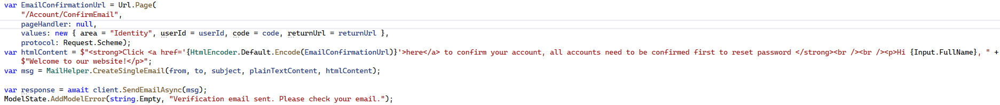 var EmailConfirmationUrl = Url.Page(
    "/Account/ConfirmEmail",
    pageHandler: null,
    values: new { area = "Identity", userId = userId, code = code, returnUrl = returnUrl },
    protocol: Request.Scheme);
var htmlContent = $"<strong>Click <a href='{HtmlEncoder.Default.Encode(EmailConfirmationUrl)}'>here</a> to confirm your account, all accounts need to be confirmed first to reset password </strong><br /><br /><p>Hi {Input.FullName}, " +
    $"Welcome to our website!</p>";
var msg = MailHelper.CreateSingleEmail(from, to, subject, plainTextContent, htmlContent);

var response = await client.SendEmailAsync(msg);
ModelState.AddModelError(string.Empty, "Verification email sent. Please check your email.");